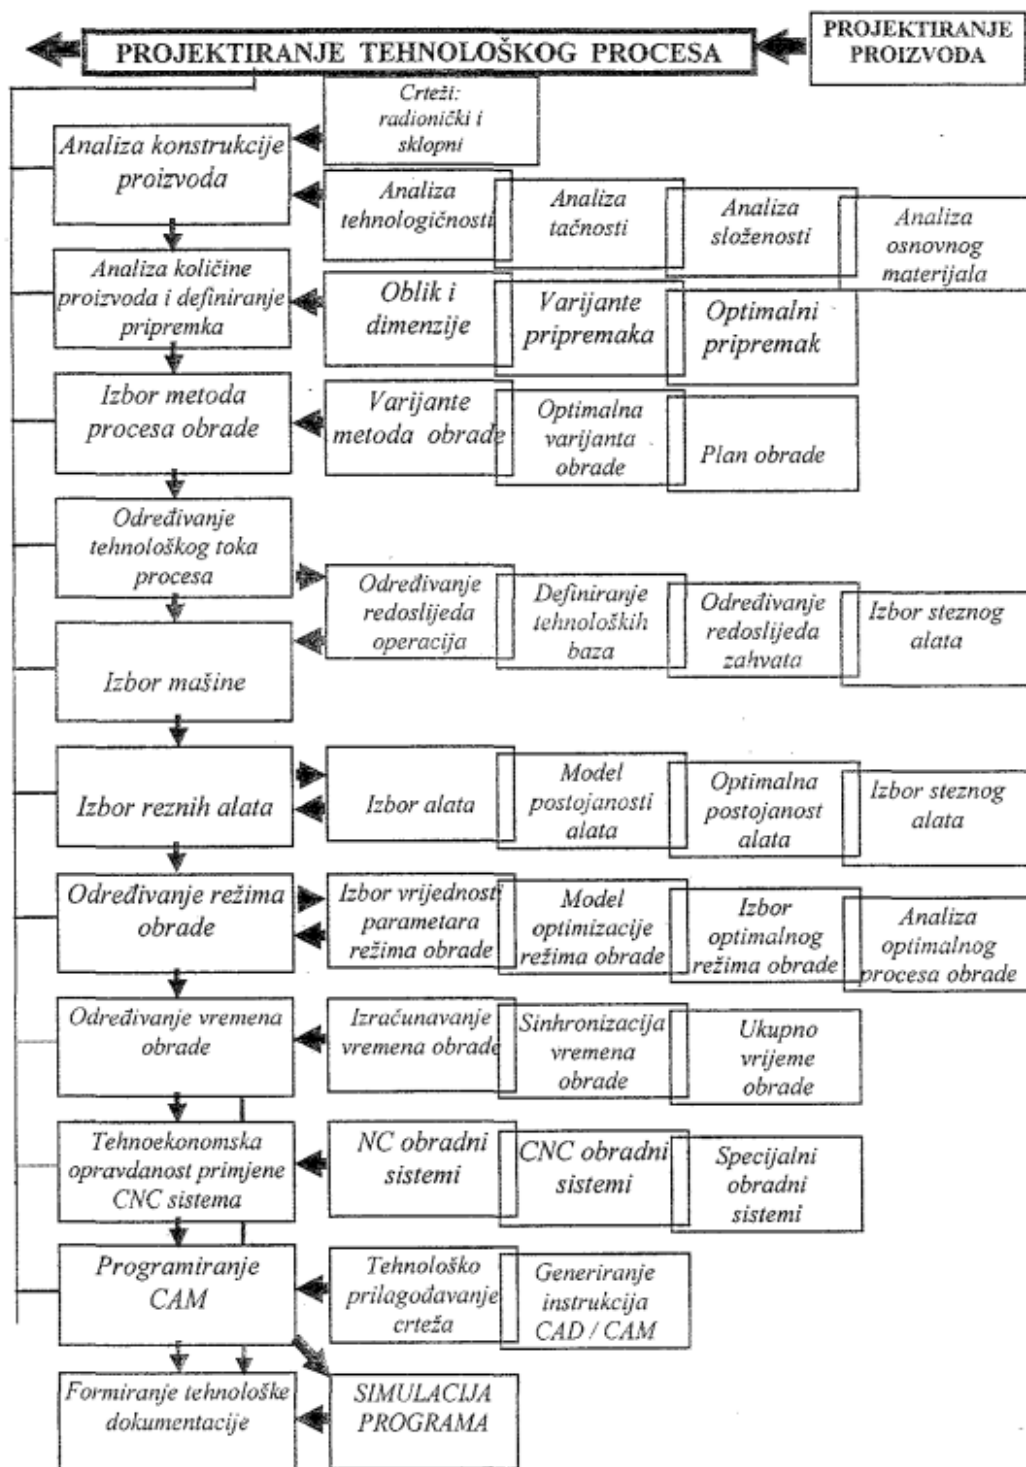 PROJEKTIRANJE TEHNOLOŠKOG PROCESA
PROJEKTIRANJE
PROIZVODA
Crteži:
radionički i
sklopni
Analiza konstrukcije
proizvoda
Analiza
tehnologičnosti
Analiza
tačnosti
Analiza
složenosti
Analiza
osnovnog
materijala
Analiza količine
proizvoda i definiranje
pripremka
Oblik i
dimenzije
Varijante
pripremaka
Optimalni
pripremak
Izbor metoda
procesa obrade
Varijante
metoda obrade
Optimalna
varijanta
obrade
Plan obrade
Određivanje
tehnološkog toka
procesa
Određivanje
redoslijeda
operacija
Definiranje
tehnoloških
baza
Određivanje
redoslijeda
zahvata
Izbor steznog
alata
Izbor mašine
Izbor reznih alata
Izbor alata
Model
postojanosti
alata
Optimalna
postojanost
alata
Izbor steznog
alata
Određivanje režima
obrade
Izbor vrijednosti
parametara
režima obrade
Model
optimizacije
režima obrade
Izbor
optimalnog
režima obrade
Analiza
optimalnog
procesa obrade
Određivanje vremena
obrade
Izračunavanje
vremena obrade
Sinhronizacija
vremena
obrade
Ukupno
vrijeme
obrade
Tehnoekonomska
opravdanost primjene
CNC sistema
NC obradni
sistemi
CNC obradni
sistemi
Specijalni
obradni
sistemi
Programiranje
CAM
Tehnološko
prilagođavanje
crteža
Generiranje
instrukcija
CAD / CAM
Formiranje tehnološke
dokumentacije
SIMULACIJA
PROGRAMA